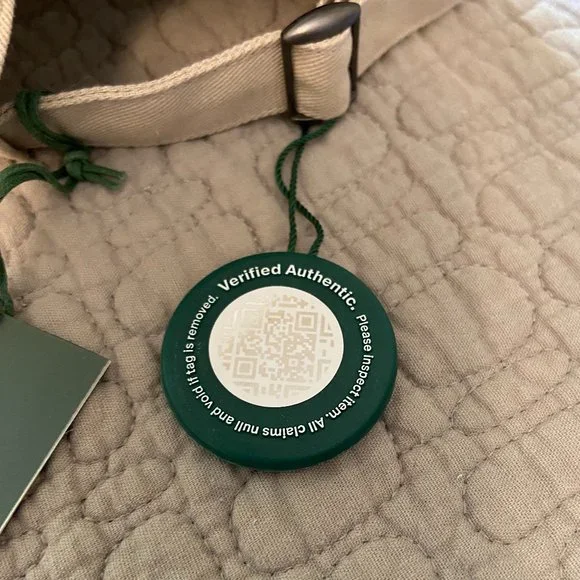 Verified Authentic.
Please inspect item. All claims null and void if tag is removed.